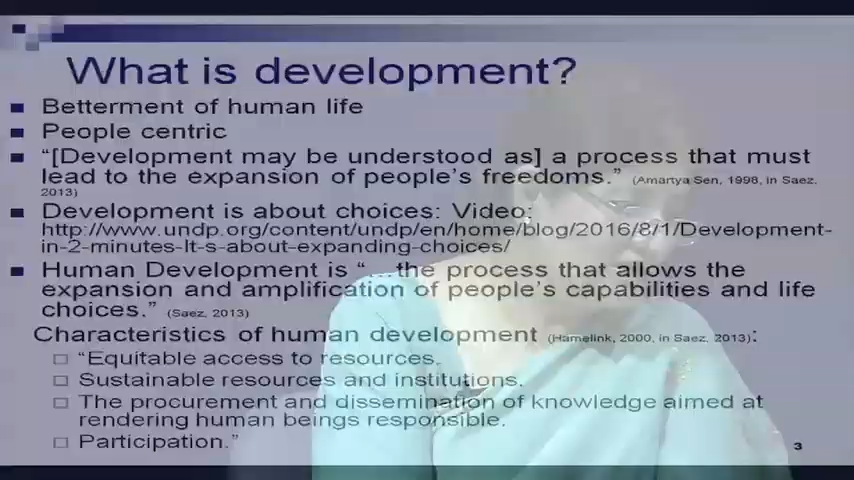 What is development?
Betterment of human life
People centric
“[Development may be understood as] a process that must
lead to the expansion of people’s freedoms.” (Amartya Sen, 1998, in Saez,
2013)
Development is about choices: Video:
http://www.undp.org/content/undp/en/home/blog/2016/8/1/Development-
in-2-minutes-It-s-about-expanding-choices/
Human Development is “…the process that allows the
expansion and amplification of people’s capabilities and life
choices.” (Saez, 2013)
Characteristics of human development (Hamelink, 2000, in Saez, 2013):
“Equitable access to resources.
Sustainable resources and institutions.
The procurement and dissemination of knowledge aimed at
rendering human beings responsible.
Participation.”
3